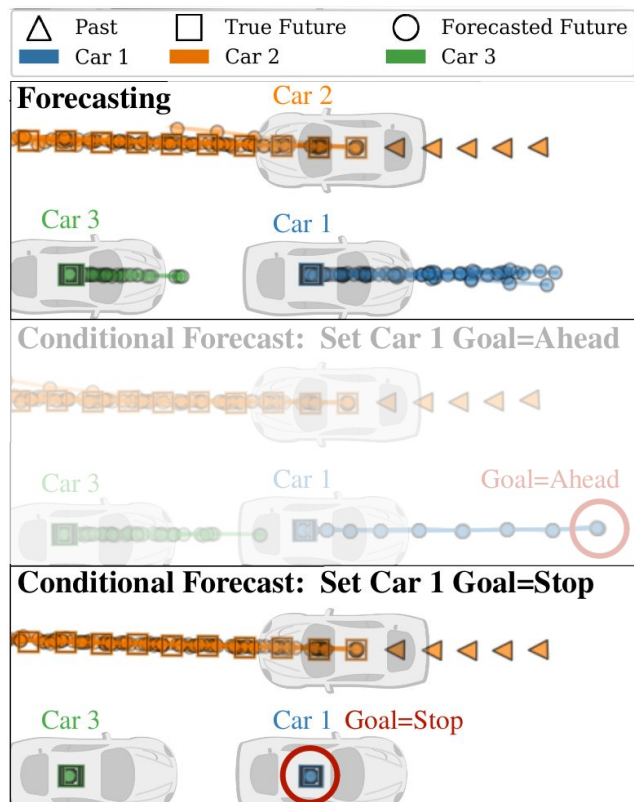 Past True Future Forecasted Future
Car 1 Car 2 Car 3
Forecasting
Car 2
Car 3 Car 1
Conditional Forecast: Set Car 1 Goal=Ahead
Car 3 Car 1 Goal=Ahead
Conditional Forecast: Set Car 1 Goal=Stop
Car 3 Car 1 Goal=Stop